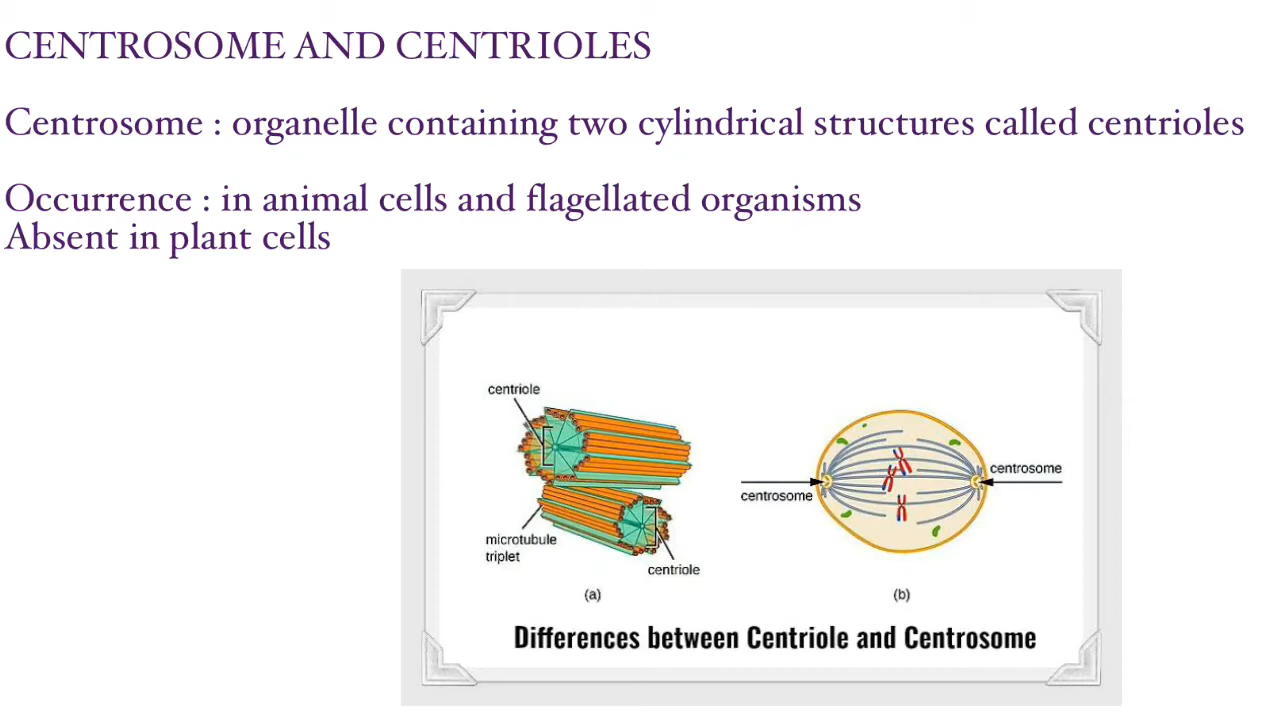 CENTROSOME AND CENTRIOLES
Centrosome : organelle containing two cylindrical structures called centrioles
Occurrence : in animal cells and flagellated organisms
Absent in plant cells
centriole
microtubule
triplet
centriole
(a)
centrosome
centrosome
(b)
Differences between Centriole and Centrosome